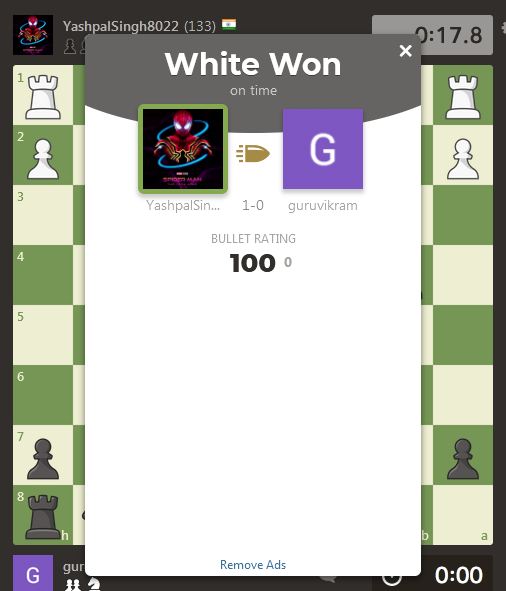 YashpalSingh8022 (133)
0:17.8
White Won
on time
G
YashpalSin...
1-0
guruvikram
BULLET RATING
100 0
1
2
3
4
5
6
7
8
h
b
a
Remove Ads
G
gur
0:00